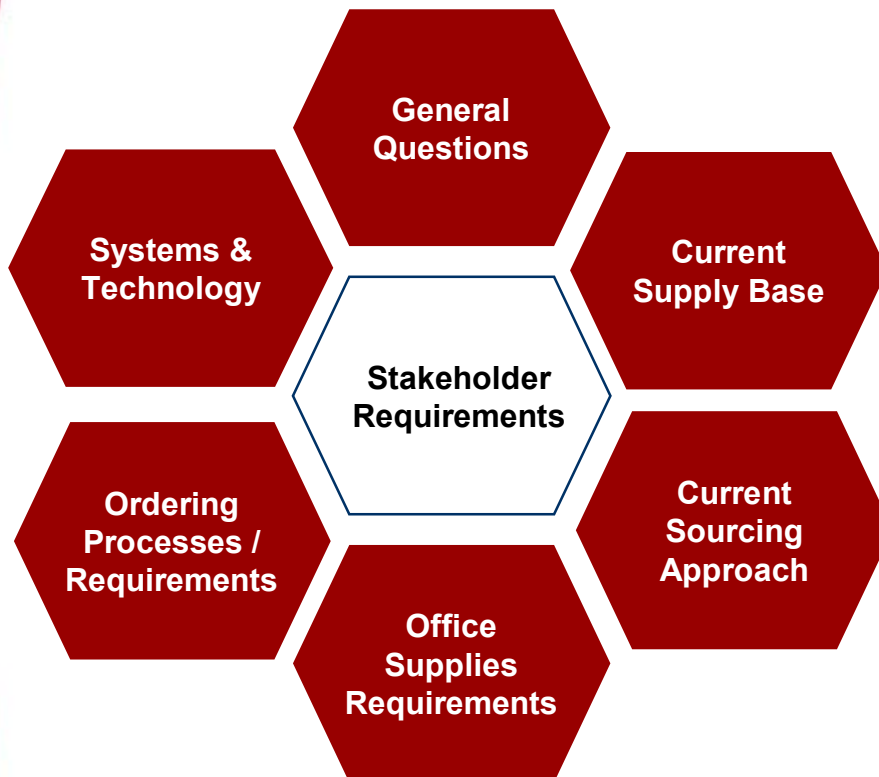 General
Questions
Systems &
Technology
Current
Supply Base
Stakeholder
Requirements
Ordering
Processes /
Requirements
Current
Sourcing
Approach
Office
Supplies
Requirements